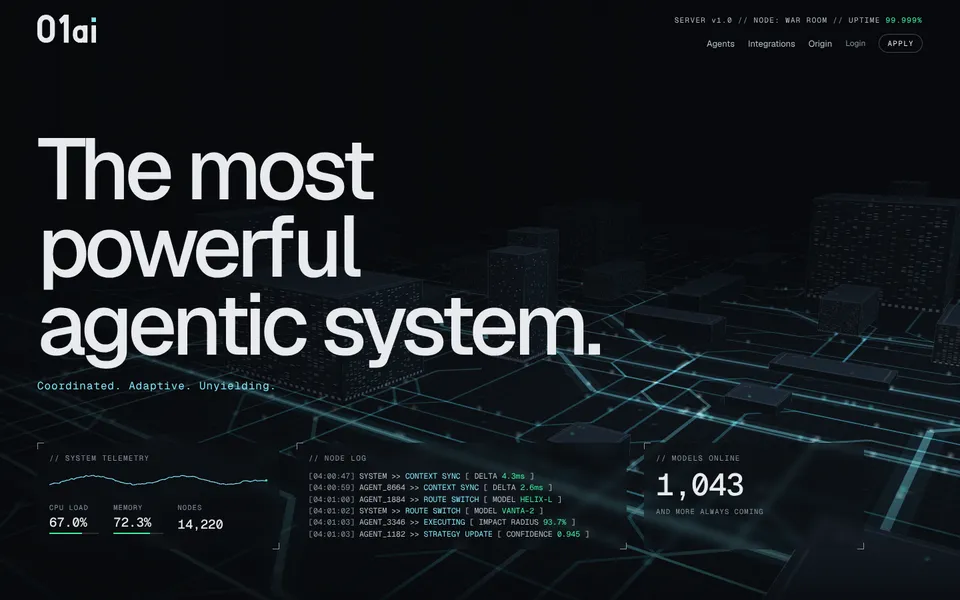 01ai
SERVER v1.0 // NODE: WAR ROOM // UPTIME 99.999%
Agents Integrations Origin Login APPLY
The most
powerful
agentic system.
Coordinated. Adaptive. Unyielding.
// SYSTEM TELEMETRY
CPU LOAD MEMORY NODES
67.0% 72.3% 14,220
// NODE LOG
[04:00:47] SYSTEM >> CONTEXT SYNC [ DELTA 4.3ms ]
[04:00:59] AGENT_8664 >> CONTEXT SYNC [ DELTA 2.6ms ]
[04:01:00] AGENT_1884 >> ROUTE SWITCH [ MODEL HELIX-L ]
[04:01:02] SYSTEM >> ROUTE SWITCH [ MODEL VANTA-2 ]
[04:01:03] AGENT_3346 >> EXECUTING [ IMPACT RADIUS 93.7% ]
[04:01:03] AGENT_1182 >> STRATEGY UPDATE [ CONFIDENCE 0.945 ]
// MODELS ONLINE
1,043
AND MORE ALWAYS COMING